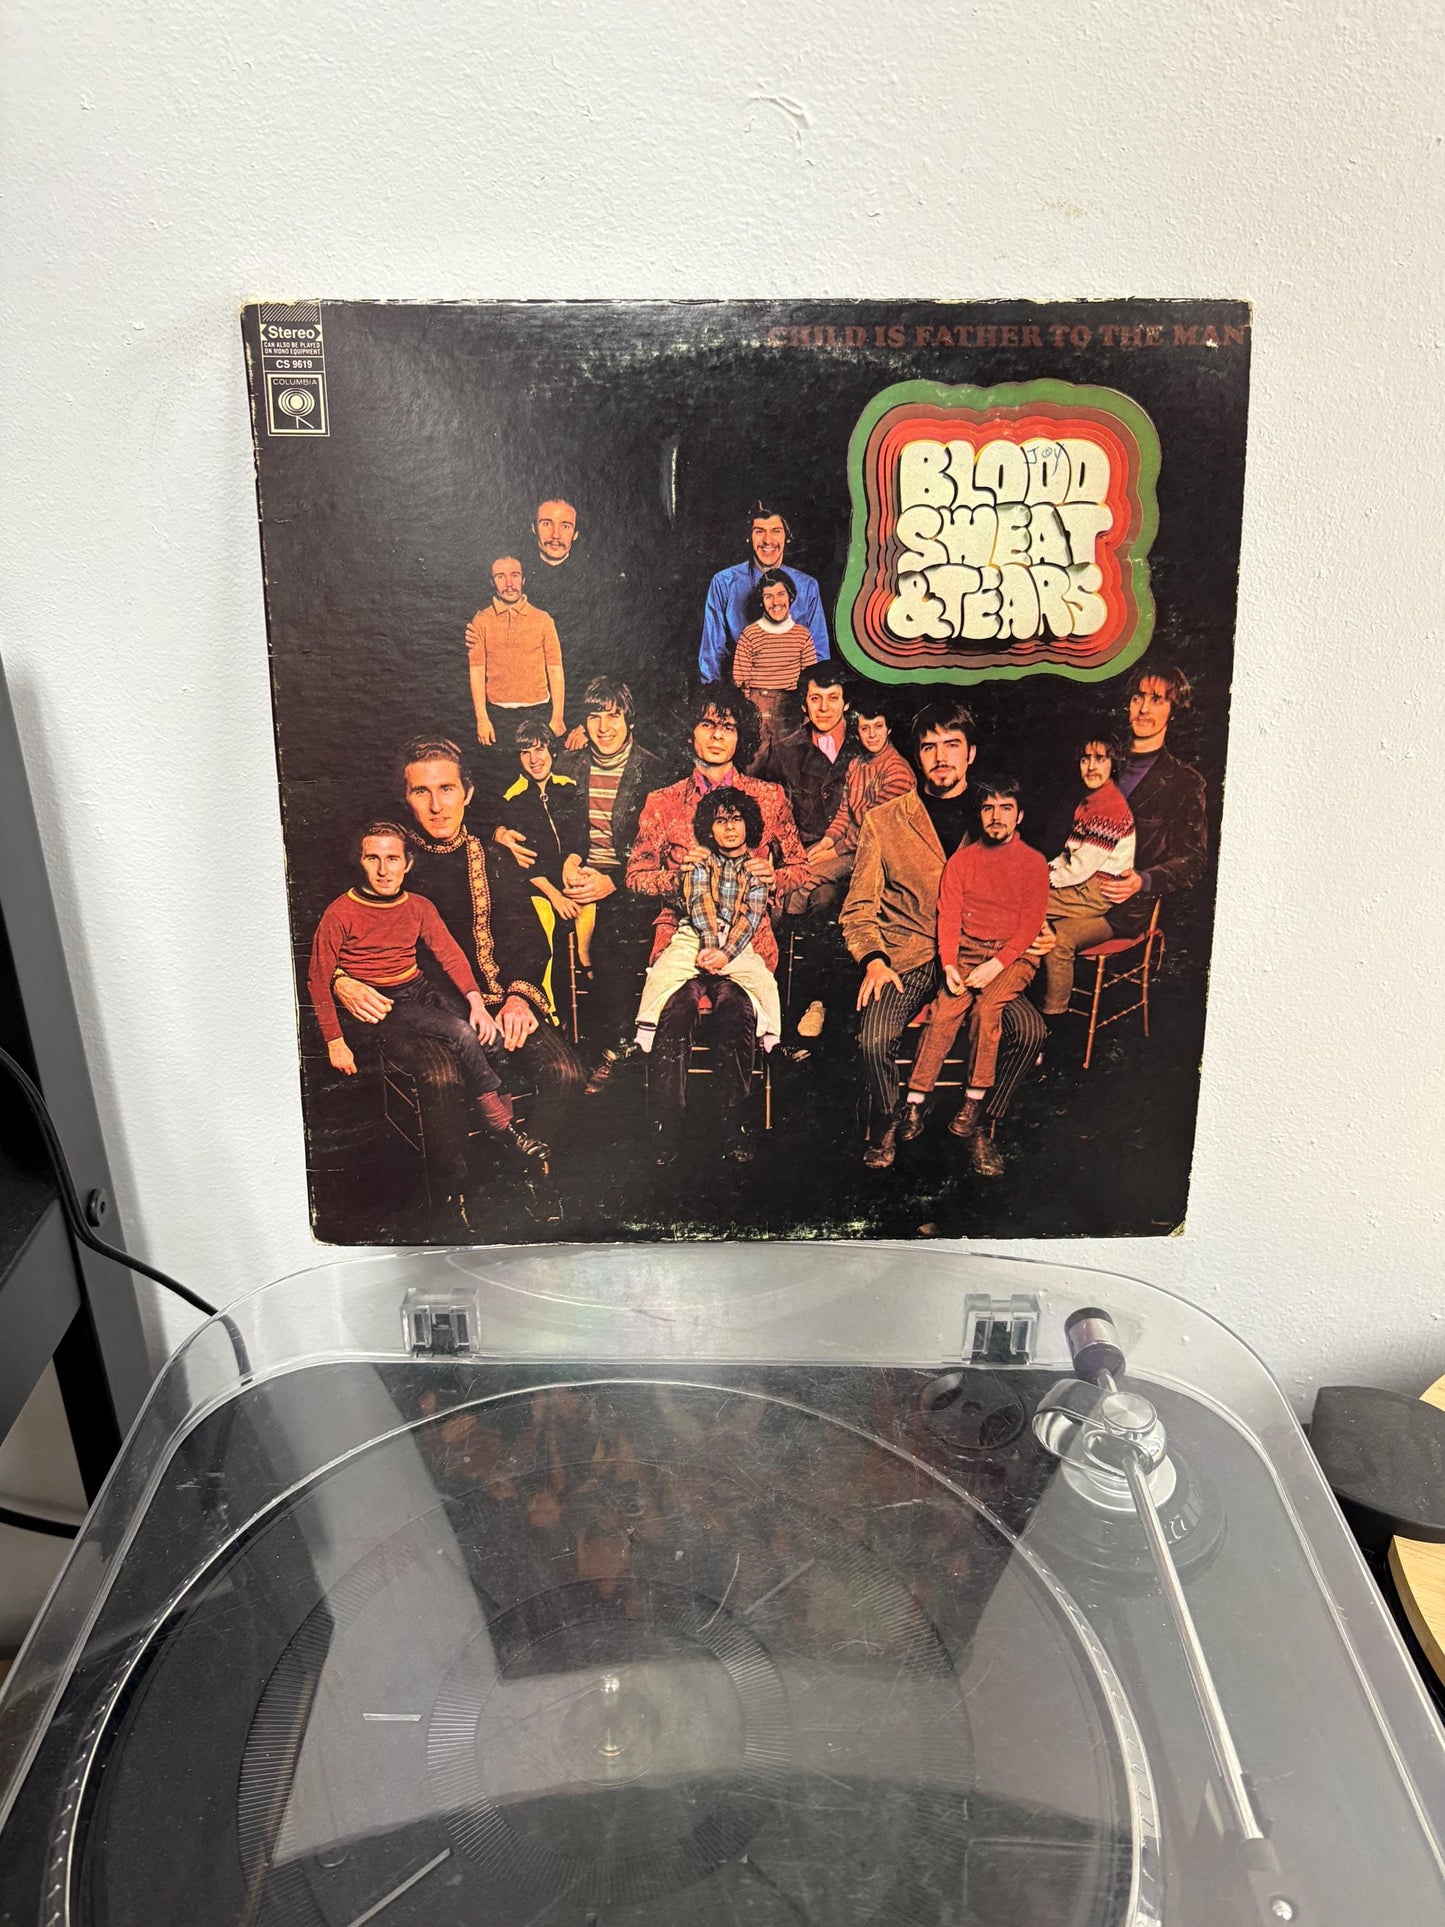 Stereo
CAN ALSO BE PLAYED
ON MONO EQUIPMENT
CS 9619
COLUMBIA
CHILD IS FATHER TO THE MAN
BLOOD
Joy
SWEAT
& TEARS